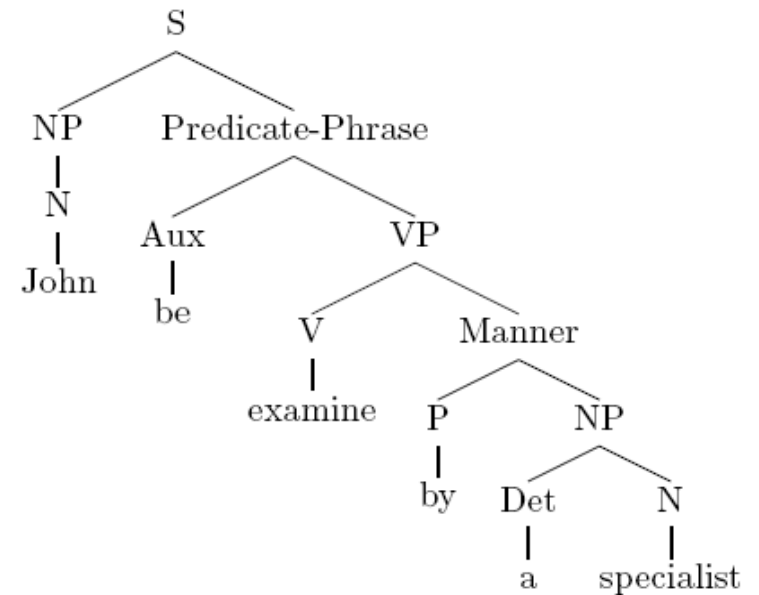 S
NP Predicate-Phrase
N
Aux VP
John
be
V Manner
examine
P NP
by
Det N
a specialist